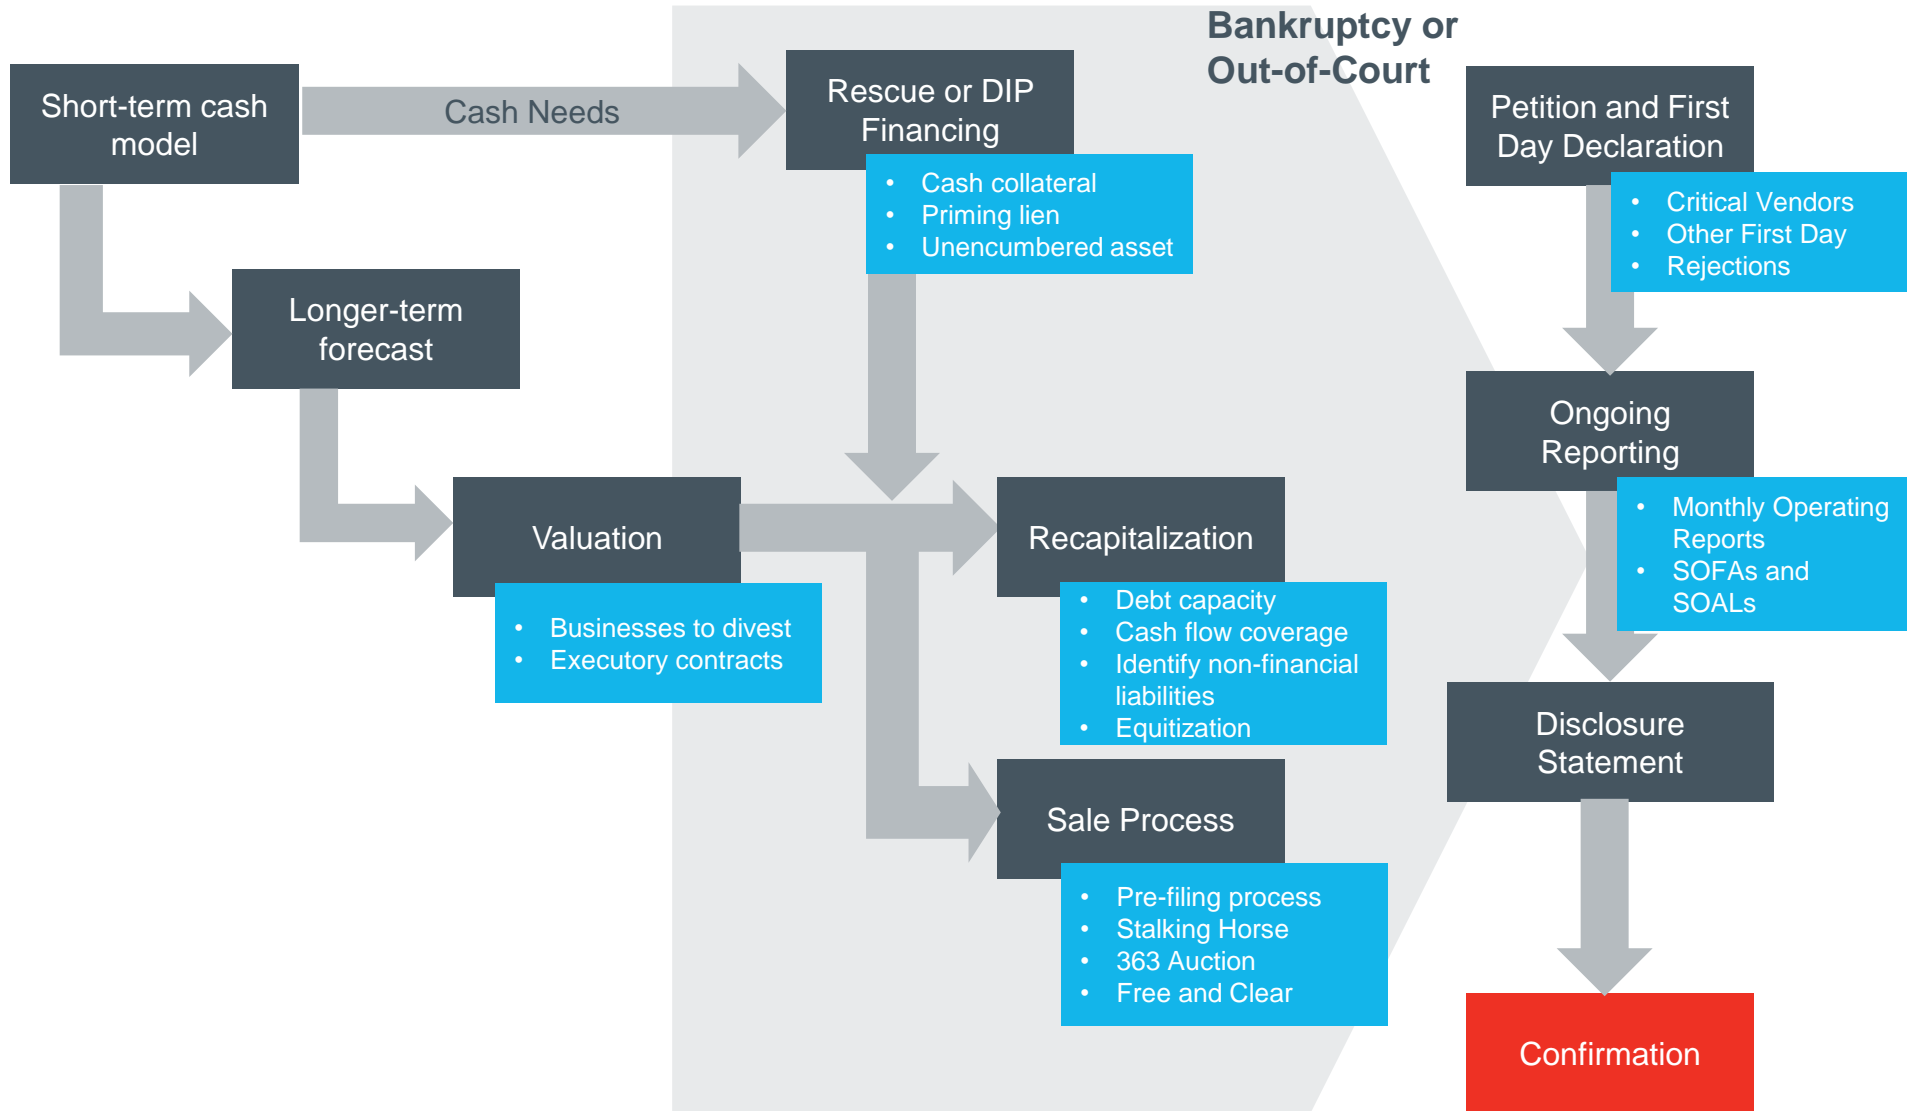 Bankruptcy or
Out-of-Court
Short-term cash
model
Cash Needs
Rescue or DIP
Financing
• Cash collateral
• Priming lien
• Unencumbered asset
Longer-term
forecast
Valuation
• Businesses to divest
• Executory contracts
Recapitalization
• Debt capacity
• Cash flow coverage
• Identify non-financial
liabilities
• Equitization
Sale Process
• Pre-filing process
• Stalking Horse
• 363 Auction
• Free and Clear
Petition and First
Day Declaration
• Critical Vendors
• Other First Day
• Rejections
Ongoing
Reporting
• Monthly Operating
Reports
• SOFAs and
SOALs
Disclosure
Statement
Confirmation